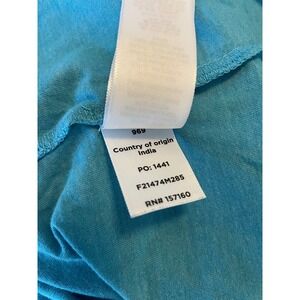 969
Country of origin
India
PO: 1441
F21474M285
RN# 157160